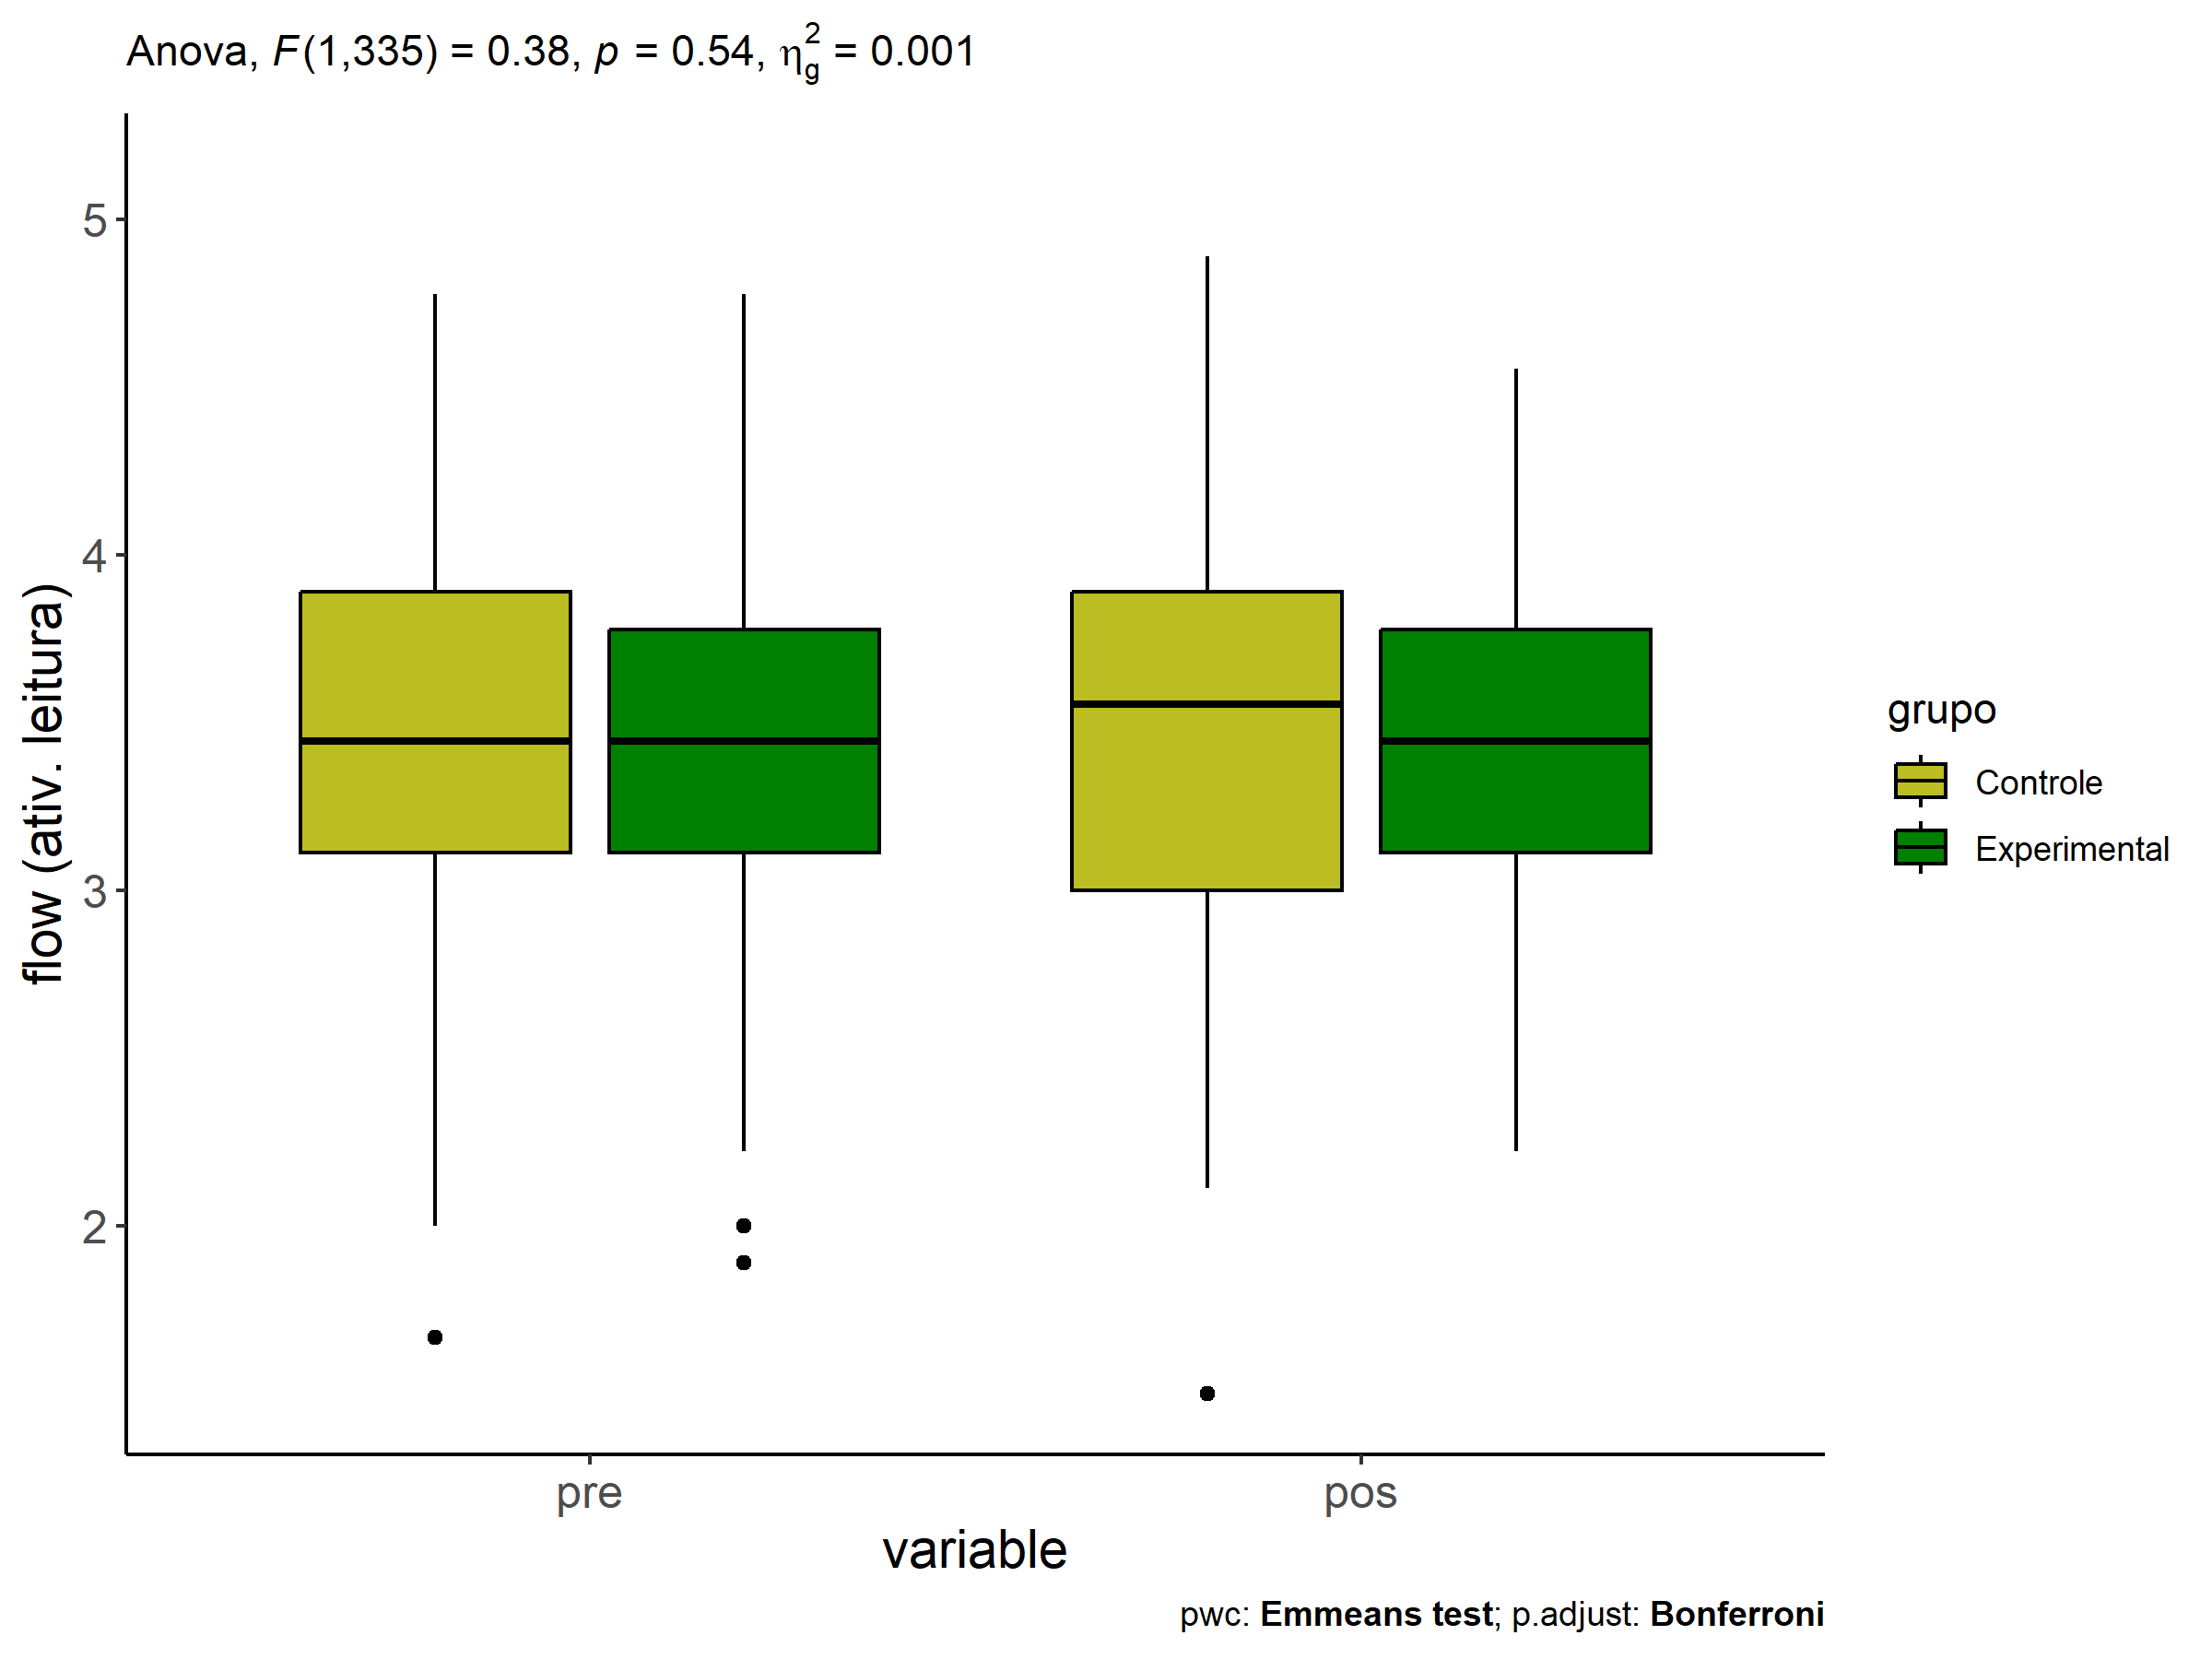 Anova, F(1,335) = 0.38, p = 0.54, η²g = 0.001
flow (ativ. leitura)
5
4
3
2
pre
pos
variable
grupo
Controle
Experimental
pwc: Emmeans test; p.adjust: Bonferroni